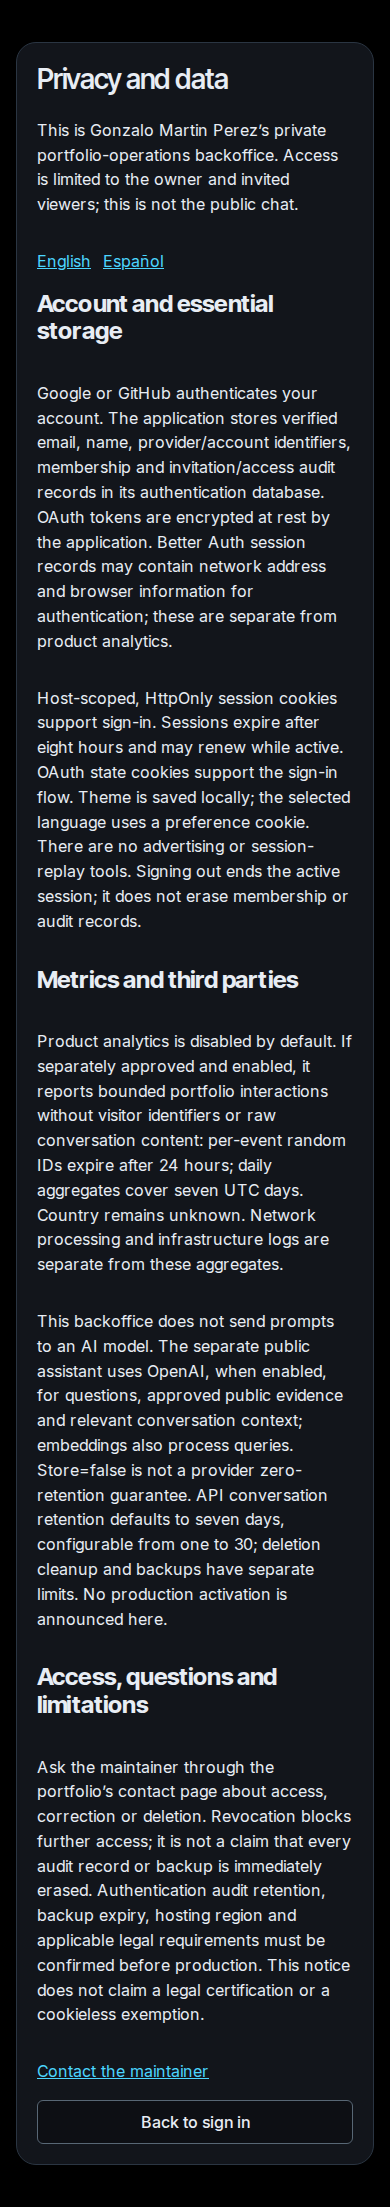 Privacy and data
This is Gonzalo Martin Perez's private
portfolio-operations backoffice. Access
is limited to the owner and invited
viewers; this is not the public chat.
English Español
Account and essential
storage
Google or GitHub authenticates your
account. The application stores verified
email, name, provider/account identifiers,
membership and invitation/access audit
records in its authentication database.
OAuth tokens are encrypted at rest by
the application. Better Auth session
records may contain network address
and browser information for
authentication; these are separate from
product analytics.
Host-scoped, HttpOnly session cookies
support sign-in. Sessions expire after
eight hours and may renew while active.
OAuth state cookies support the sign-in
flow. Theme is saved locally; the selected
language uses a preference cookie.
There are no advertising or session-
replay tools. Signing out ends the active
session; it does not erase membership or
audit records.
Metrics and third parties
Product analytics is disabled by default. If
separately approved and enabled, it
reports bounded portfolio interactions
without visitor identifiers or raw
conversation content: per-event random
IDs expire after 24 hours; daily
aggregates cover seven UTC days.
Country remains unknown. Network
processing and infrastructure logs are
separate from these aggregates.
This backoffice does not send prompts
to an AI model. The separate public
assistant uses OpenAI, when enabled,
for questions, approved public evidence
and relevant conversation context;
embeddings also process queries.
Store=false is not a provider zero-
retention guarantee. API conversation
retention defaults to seven days,
configurable from one to 30; deletion
cleanup and backups have separate
limits. No production activation is
announced here.
Access, questions and
limitations
Ask the maintainer through the
portfolio's contact page about access,
correction or deletion. Revocation blocks
further access; it is not a claim that every
audit record or backup is immediately
erased. Authentication audit retention,
backup expiry, hosting region and
applicable legal requirements must be
confirmed before production. This notice
does not claim a legal certification or a
cookieless exemption.
Contact the maintainer
Back to sign in